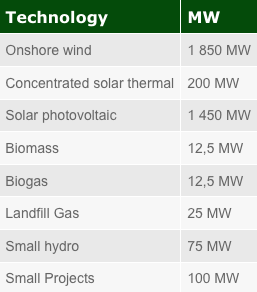 Technology MW
Onshore wind 1 850 MW
Concentrated solar thermal 200 MW
Solar photovoltaic 1 450 MW
Biomass 12,5 MW
Biogas 12,5 MW
Landfill Gas 25 MW
Small hydro 75 MW
Small Projects 100 MW